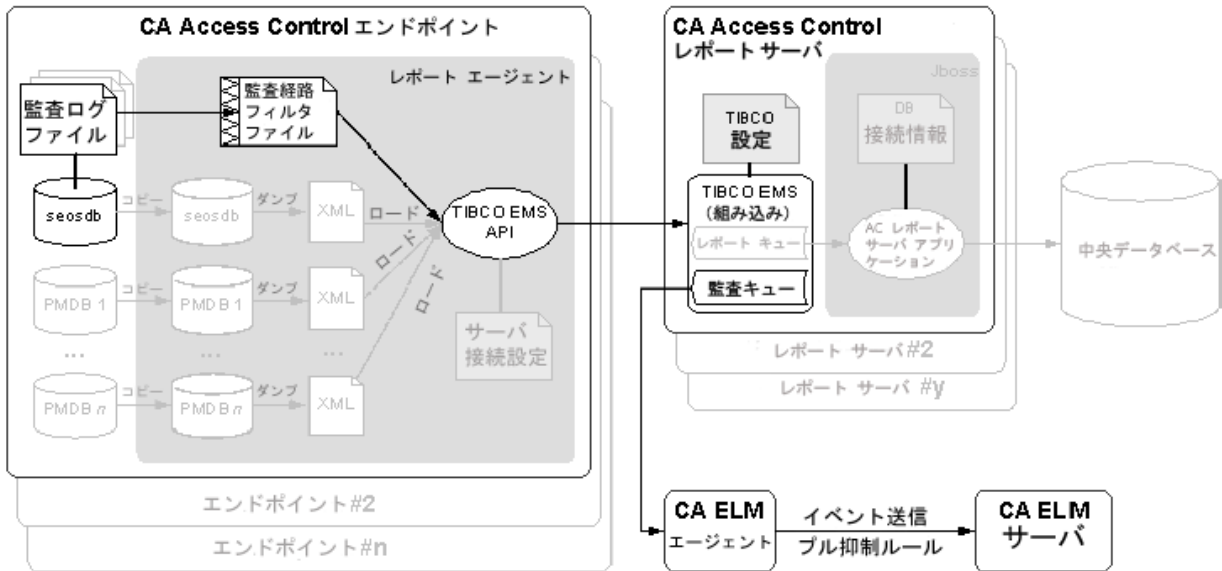 CA Access Control エンドポイント
レポート エージェント
監査ログ
ファイル
監査経路
フィルタ
ファイル
seosdb
コピー
seosdb
ダンプ
XML
ロード
TIBCO EMS
API
PMDB 1
コピー
PMDB 1
ダンプ
XML
ロード
ロード
サーバ
接続設定
...
...
...
PMDB n
コピー
PMDB n
ダンプ
XML
エンドポイント#2
エンドポイント#n
CA Access Control
レポート サーバ
Jboss
TIBCO
設定
DB
接続情報
TIBCO EMS
(組み込み)
レポート キュー
監査キュー
AC レポート
サーバ アプリ
ケーション
中央データベース
レポート サーバ#2
レポート サーバ #y
CA ELM
エージェント
イベント送信
プル抑制ルール
CA ELM
サーバ